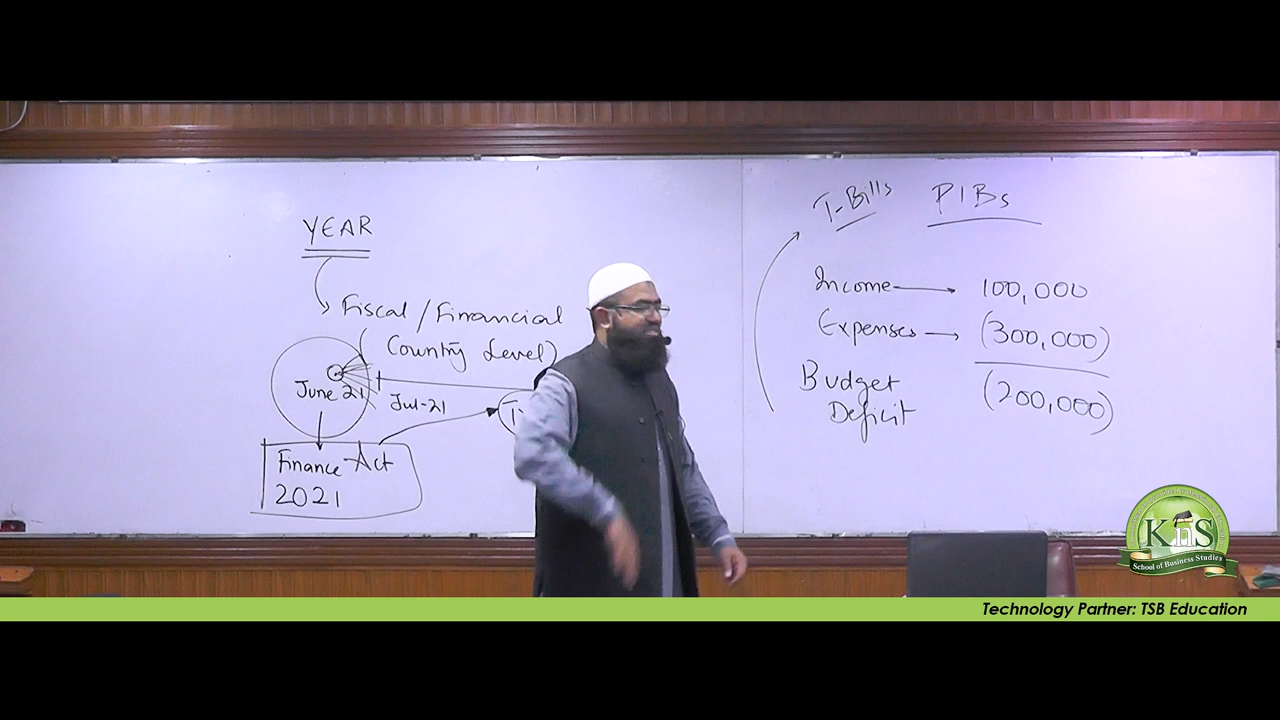 YEAR
Fiscal / Financial
(Country Level)
June 21
Jul-21
T-
Finance Act
2021
T-Bills PIBs
Income 100,000
Expenses (300,000)
Budget
Deficit (200,000)
KnS
School of Business Studies
Technology Partner: TSB Education